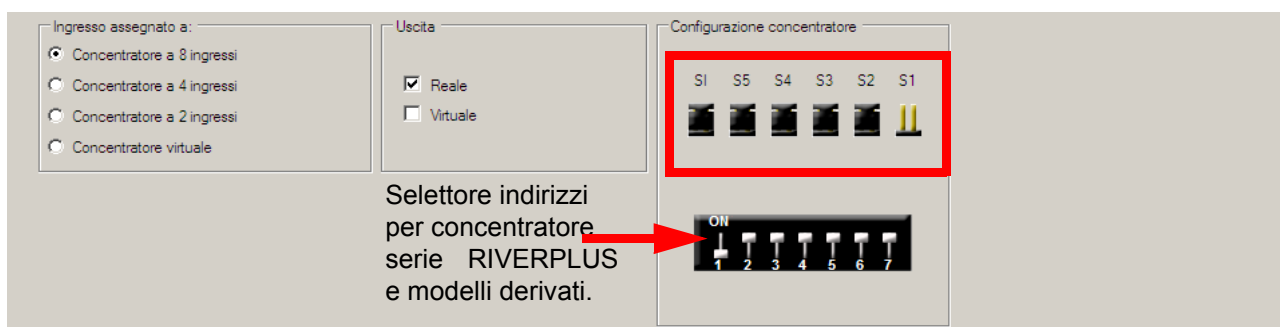 Ingresso assegnato a:
Concentratore a 8 ingressi
Concentratore a 4 ingressi
Concentratore a 2 ingressi
Concentratore virtuale
Uscita
Reale
Virtuale
Configurazione concentratore
SI S5 S4 S3 S2 S1
Selettore indirizzi
per concentratore
serie RIVERPLUS
e modelli derivati.
ON
1 2 3 4 5 6 7